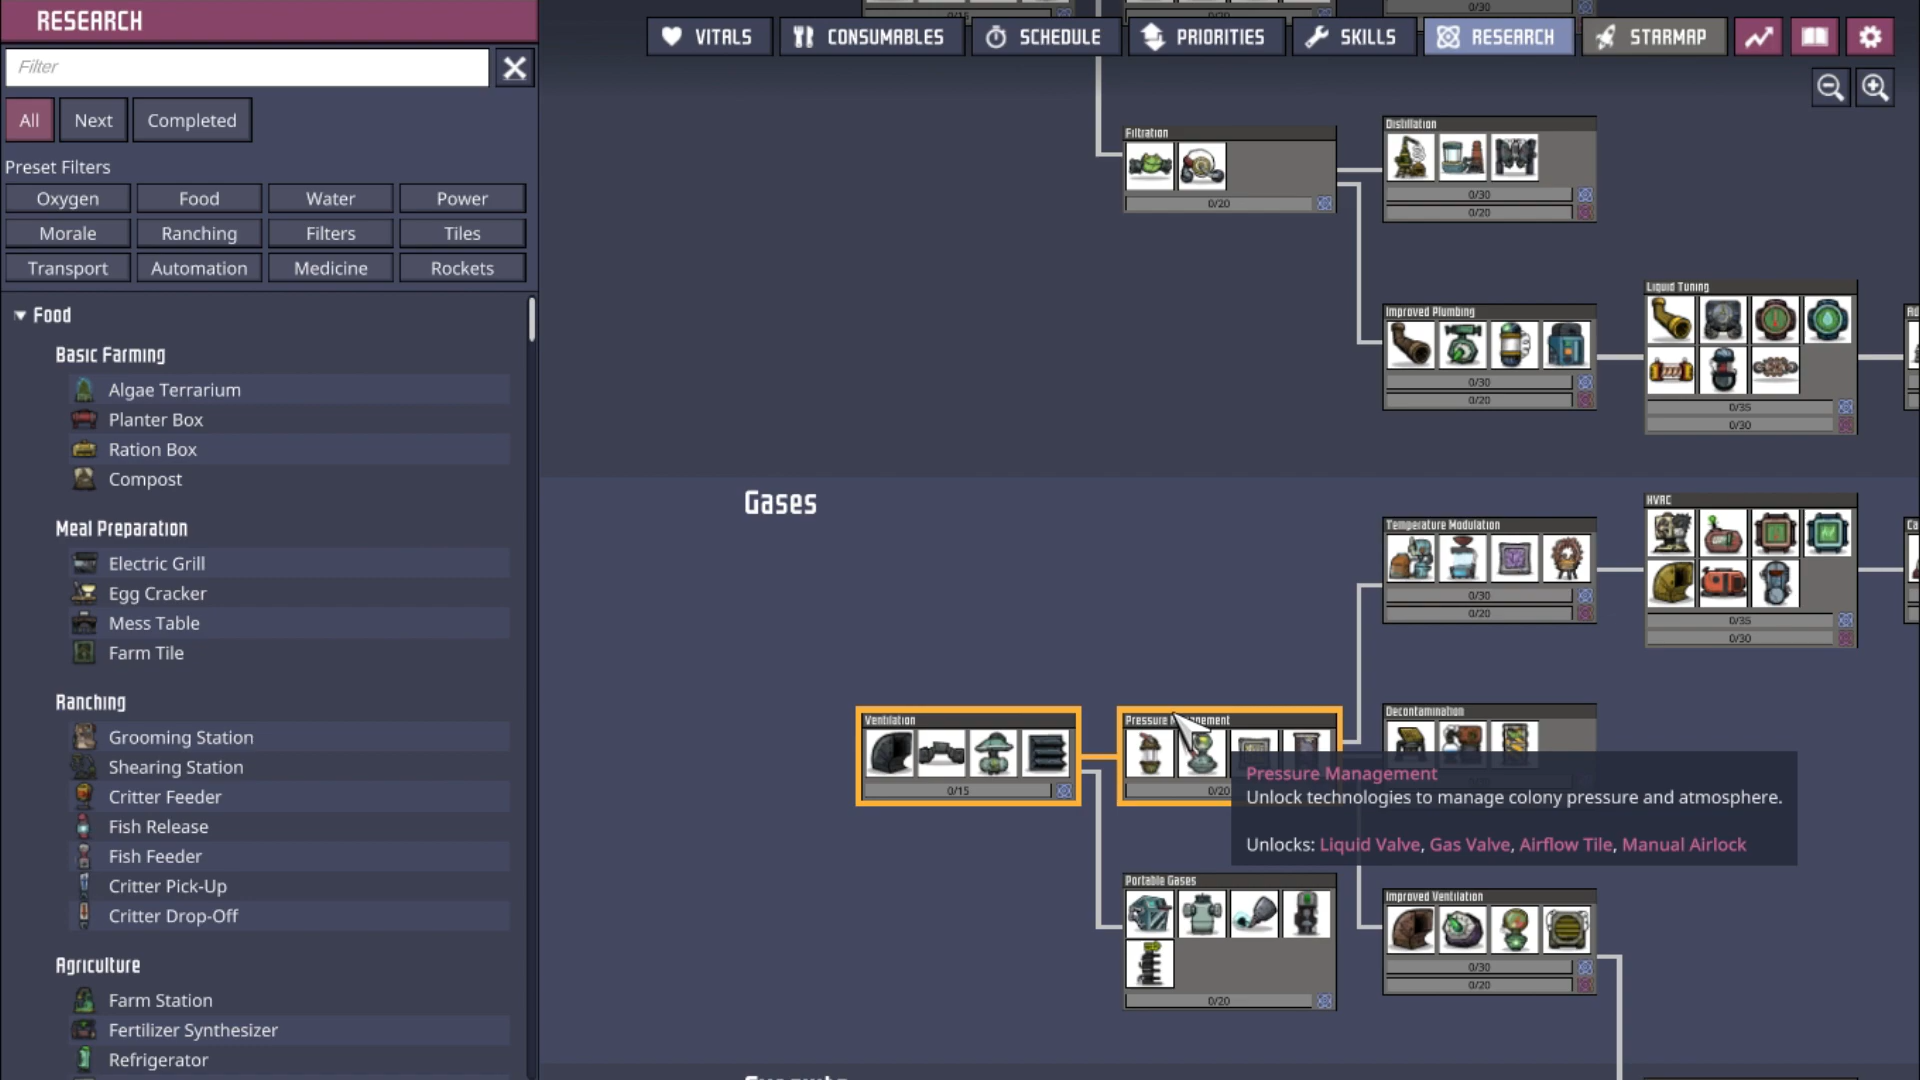 RESEARCH
Filter
All
Next
Completed
Preset Filters
Oxygen
Food
Water
Power
Morale
Ranching
Filters
Tiles
Transport
Automation
Medicine
Rockets
Food
Basic Farming
Algae Terrarium
Planter Box
Ration Box
Compost
Meal Preparation
Electric Grill
Egg Cracker
Mess Table
Farm Tile
Ranching
Grooming Station
Shearing Station
Critter Feeder
Fish Release
Fish Feeder
Critter Pick-Up
Critter Drop-Off
Agriculture
Farm Station
Fertilizer Synthesizer
Refrigerator
0/15
0/20
0/30
VITALS
CONSUMABLES
SCHEDULE
PRIORITIES
SKILLS
RESEARCH
STARMAP
Filtration
0/20
Distillation
0/30
0/20
Improved Plumbing
0/30
0/20
Liquid Tuning
0/35
0/30
Gases
Temperature Modulation
0/30
0/20
HVAC
0/35
0/30
Ventilation
0/15
Pressure
0/20
Decontamination
Pressure Management
Unlock technologies to manage colony pressure and atmosphere.
Unlocks: Liquid Valve, Gas Valve, Airflow Tile, Manual Airlock
Portable Gases
0/20
Improved Ventilation
0/30
0/20